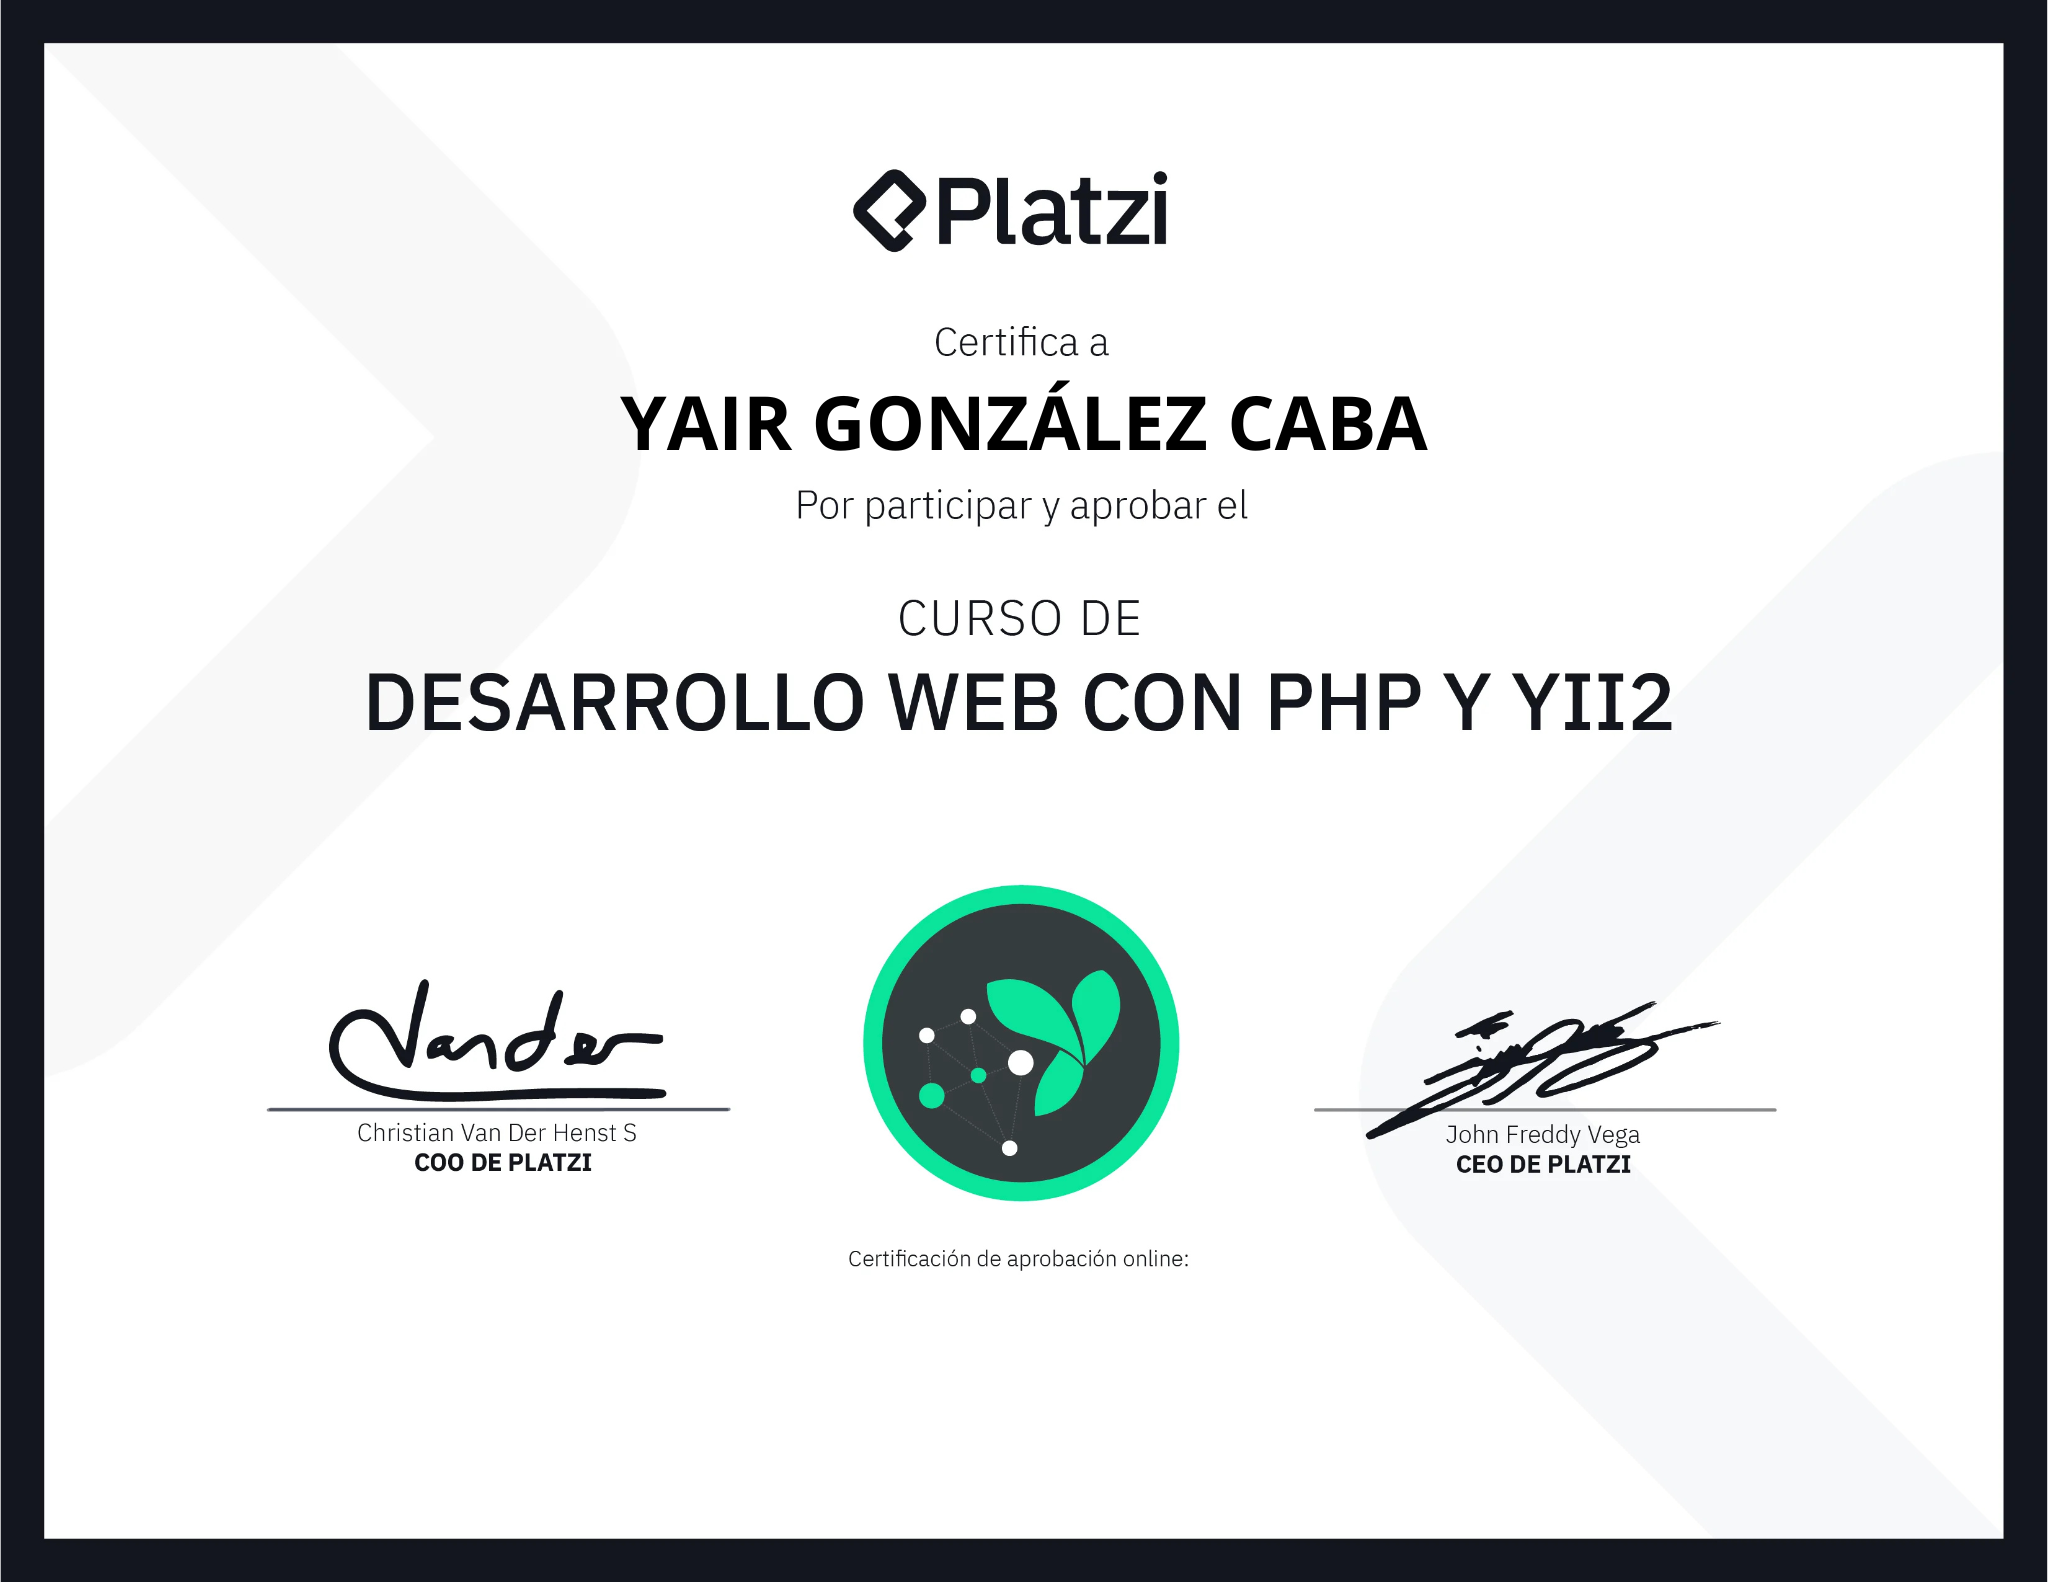 Platzi
Certifica a
YAIR GONZÁLEZ CABA
Por participar y aprobar el
CURSO DE
DESARROLLO WEB CON PHP Y YII2
Vander
Christian Van Der Henst S
COO DE PLATZI
John Freddy Vega
CEO DE PLATZI
Certificación de aprobación online: